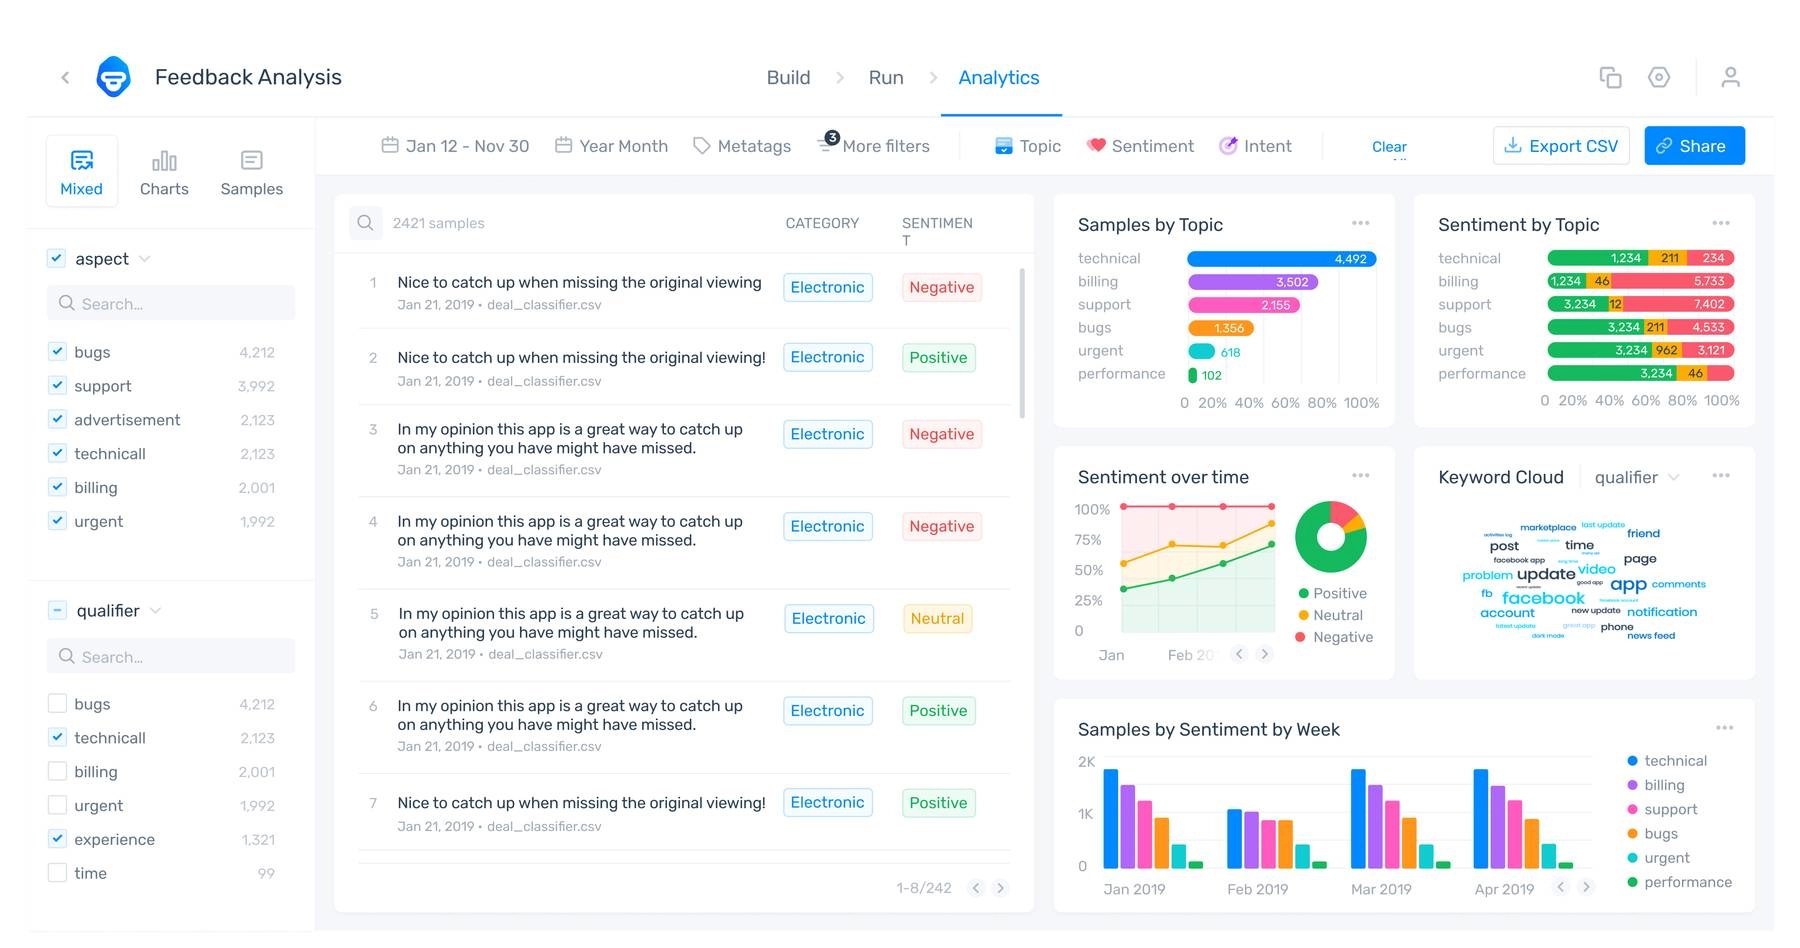 Feedback Analysis
Build
Run
Analytics
Mixed
Charts
Samples
Jan 12 - Nov 30
Year Month
Metatags
3
More filters
Topic
Sentiment
Intent
Clear
Export CSV
Share
aspect
Search...
bugs 4,212
support 3,992
advertisement 2,123
technicall 2,123
billing 2,001
urgent 1,992
qualifier
Search...
bugs 4,212
technicall 2,123
billing 2,001
urgent 1,992
experience 1,321
time 99
2421 samples
CATEGORY
SENTIMEN
T
1 Nice to catch up when missing the original viewing Electronic Negative
Jan 21, 2019 • deal_classifier.csv
2 Nice to catch up when missing the original viewing! Electronic Positive
Jan 21, 2019 • deal_classifier.csv
3 In my opinion this app is a great way to catch up Electronic Negative
on anything you have might have missed.
Jan 21, 2019 • deal_classifier.csv
4 In my opinion this app is a great way to catch up Electronic Negative
on anything you have might have missed.
Jan 21, 2019 • deal_classifier.csv
5 In my opinion this app is a great way to catch up Electronic Neutral
on anything you have might have missed.
Jan 21, 2019 • deal_classifier.csv
6 In my opinion this app is a great way to catch up Electronic Positive
on anything you have might have missed.
Jan 21, 2019 • deal_classifier.csv
7 Nice to catch up when missing the original viewing! Electronic Positive
Jan 21, 2019 • deal_classifier.csv
1-8/242
Samples by Topic
technical 4,492
billing 3,502
support 2,155
bugs 1,356
urgent 618
performance 102
0 20% 40% 60% 80% 100%
Sentiment by Topic
technical 1,234 211 234
billing 1,234 46 5,733
support 3,234 12 7,402
bugs 3,234 211 4,533
urgent 3,234 962 3,121
performance 3,234 46
0 20% 40% 60% 80% 100%
Sentiment over time
100%
75%
50%
25%
0
Jan Feb 20
Positive
Neutral
Negative
Keyword Cloud
qualifier
marketplace last update
activities log friend
post time
facebook app page
problem update video
good app app comments
fb facebook
account new update notification
latest update great app phone
dark mode news feed
Samples by Sentiment by Week
2K
1K
0
Jan 2019 Feb 2019 Mar 2019 Apr 2019
technical
billing
support
bugs
urgent
performance